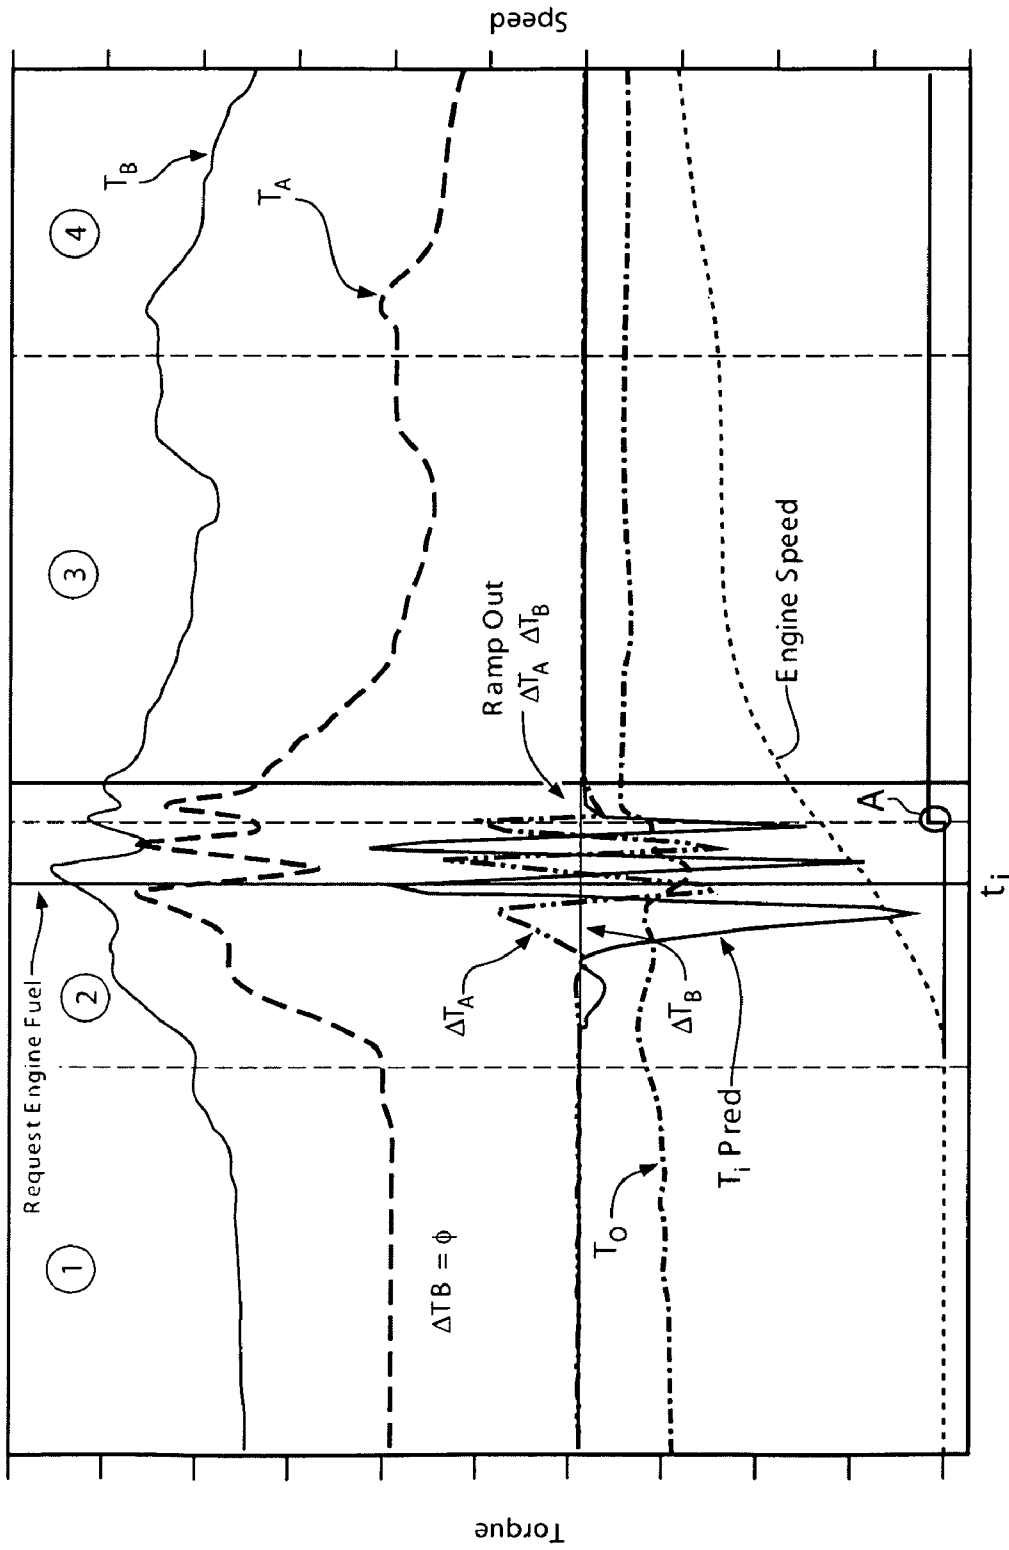 Request Engine Fuel
1
2
3
4
T_B
T_A
ΔTB = ϕ
ΔT_A
Ramp Out
ΔT_A ΔT_B
ΔT_B
T_O
T_i Pred
Engine Speed
A
t_i
Torque
Speed